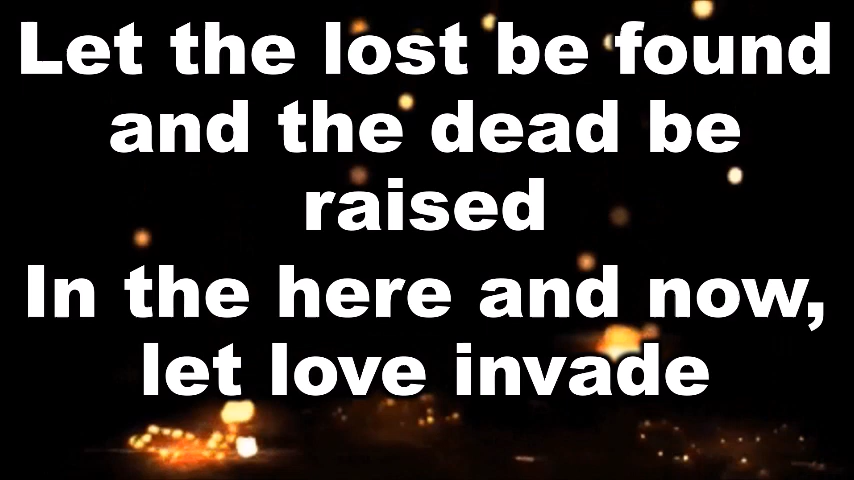 Let the lost be found
and the dead be
raised
In the here and now,
let love invade